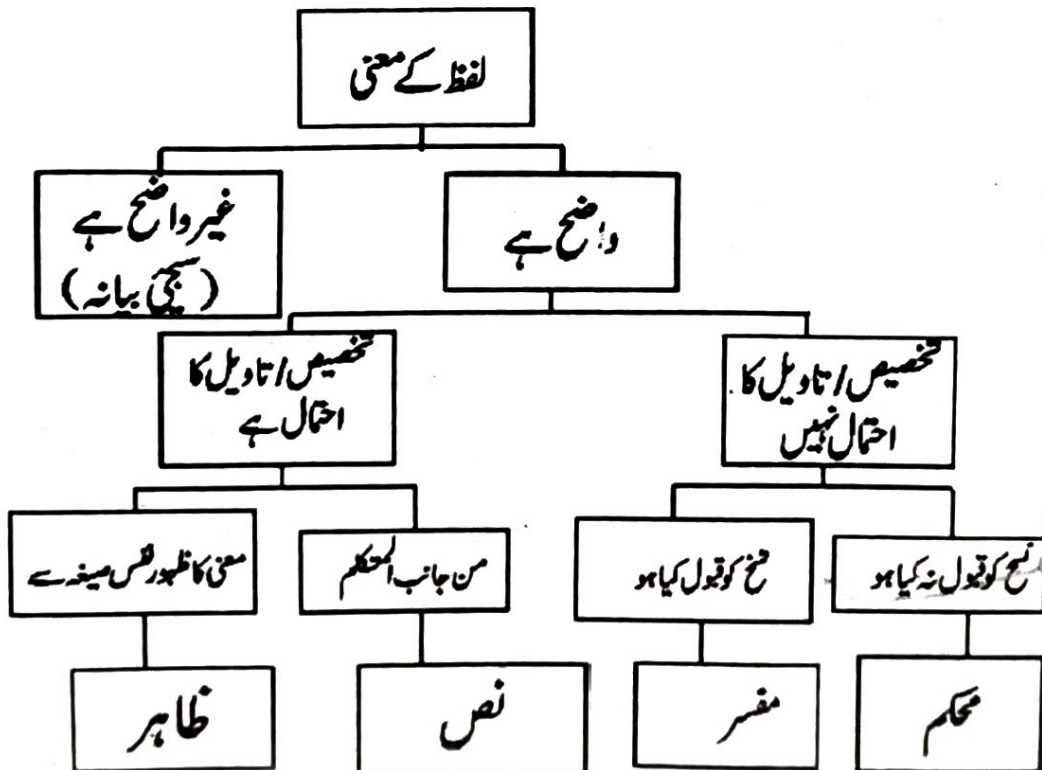 لفظ کے معنی
واضح ہے
غیر واضح ہے
(سیجیٔ بیانہ)
تخصیص/تاویل کا
احتمال نہیں
تخصیص/تاویل کا
احتمال ہے
نسخ کو قبول نہ کیا ہو
نسخ کو قبول کیا ہو
من جانب المتکلم
معنی کا ظہور نفس صیغہ سے
محکم
مفسر
نص
ظاہر